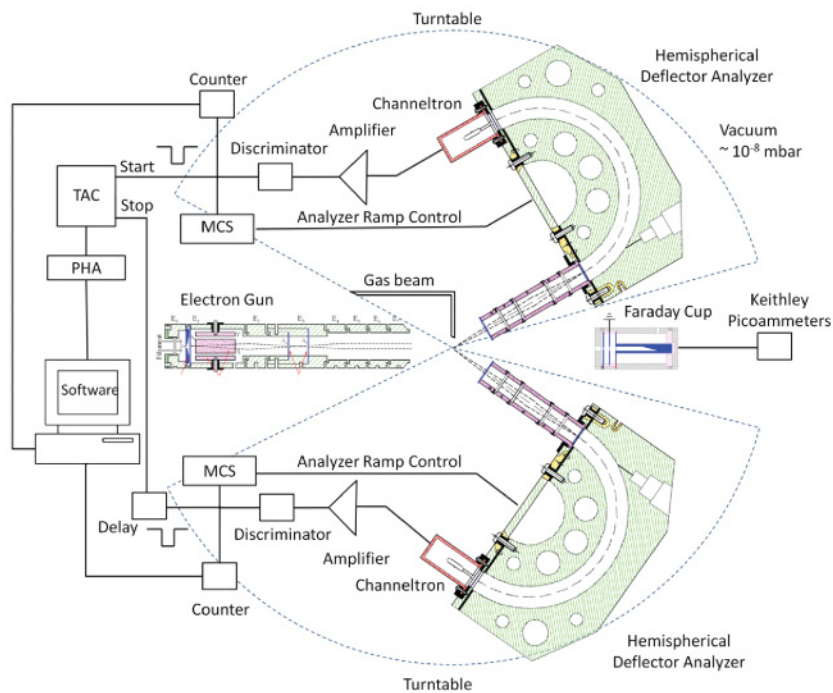 Turntable
Counter
Hemispherical
Deflector Analyzer
Channeltron
Amplifier
Vacuum
~ 10⁻⁸ mbar
Discriminator
Start
TAC
Stop
MCS
Analyzer Ramp Control
PHA
Gas beam
Electron Gun
Faraday Cup
Keithley
Picoammeters
Filament
Software
MCS
Analyzer Ramp Control
Delay
Discriminator
Amplifier
Channeltron
Counter
Hemispherical
Deflector Analyzer
Turntable